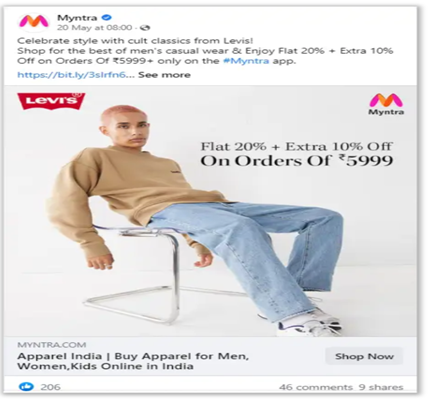 Myntra
20 May at 08:00 ·
Celebrate style with cult classics from Levis!
Shop for the best of men's casual wear & Enjoy Flat 20% + Extra 10%
Off on Orders Of ₹5999+ only on the #Myntra app.
https://bit.ly/3slrfn6... See more
LEVI'S
Myntra
Flat 20% + Extra 10% Off
On Orders Of ₹5999
MYNTRA.COM
Apparel India | Buy Apparel for Men,
Women,Kids Online in India
Shop Now
206
46 comments 9 shares